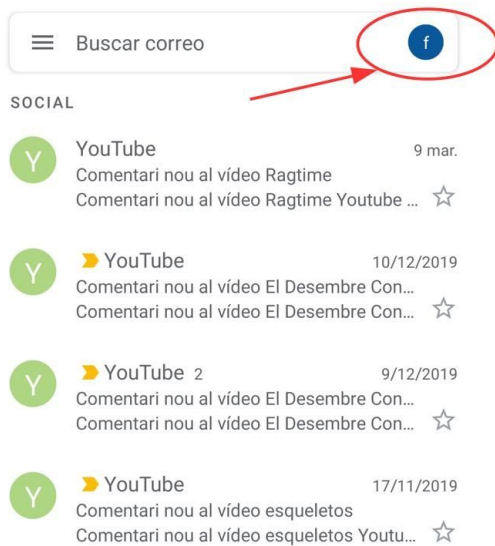 Buscar correo
f
SOCIAL
Y
YouTube
9 mar.
Comentari nou al vídeo Ragtime
Comentari nou al vídeo Ragtime Youtube ...
Y
YouTube
10/12/2019
Comentari nou al vídeo El Desembre Con...
Comentari nou al vídeo El Desembre Con...
Y
YouTube 2
9/12/2019
Comentari nou al vídeo El Desembre Con...
Comentari nou al vídeo El Desembre Con...
Y
YouTube
17/11/2019
Comentari nou al vídeo esqueletos
Comentari nou al vídeo esqueletos Youtu...